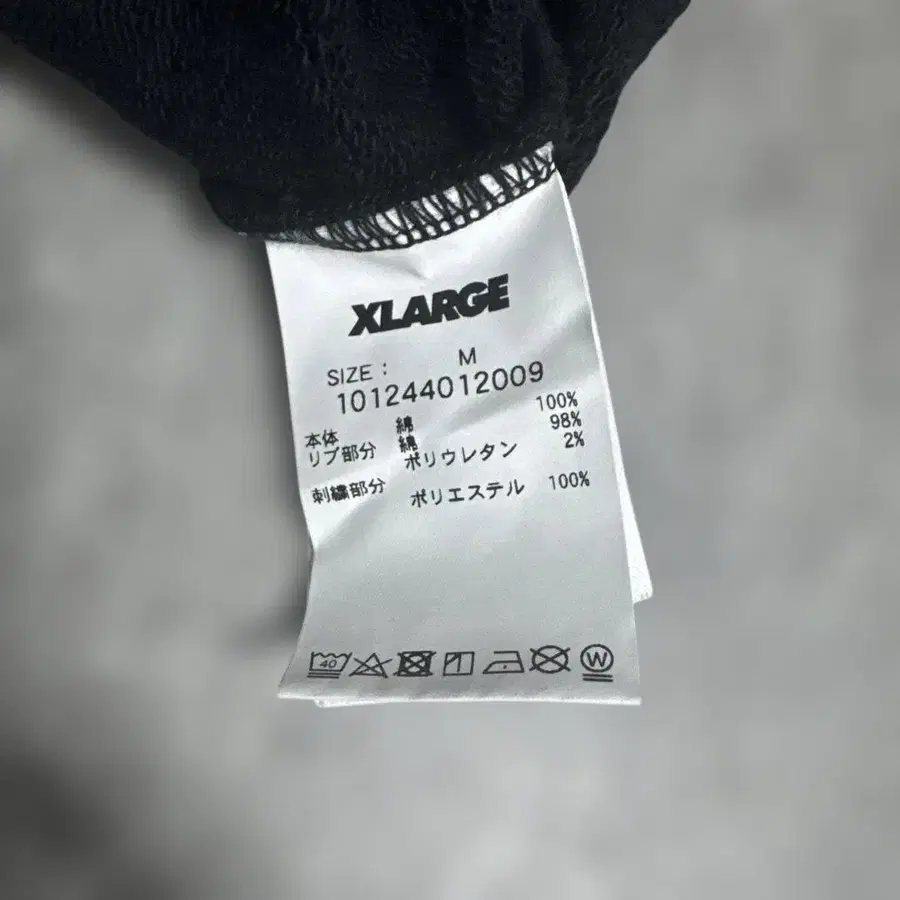 XLARGE
SIZE : M
101244012009
本体 綿 100%
リブ部分 綿 98%
ポリウレタン 2%
刺繍部分 ポリエステル 100%
40 W